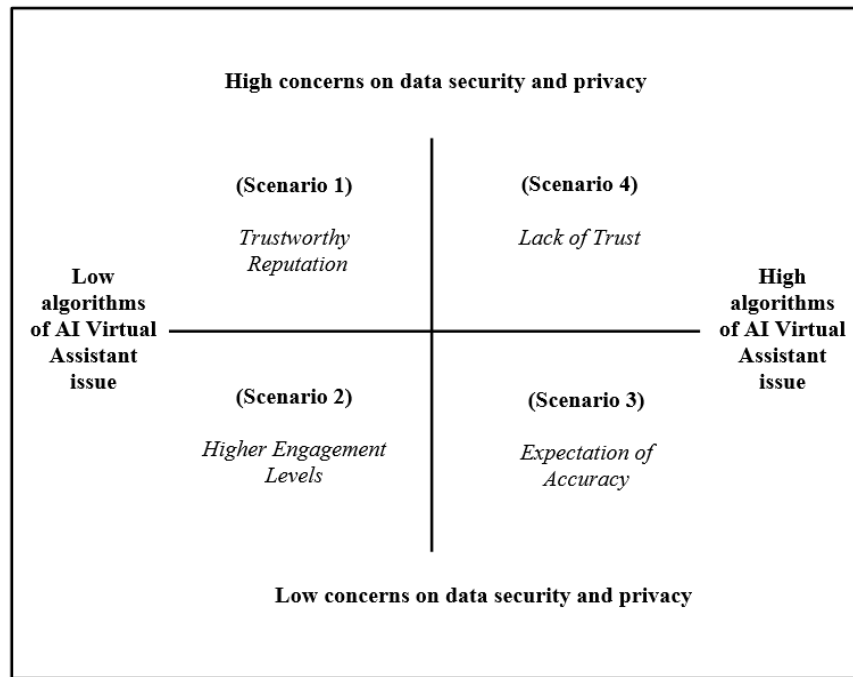 High concerns on data security and privacy
(Scenario 1)
Trustworthy
Reputation
(Scenario 4)
Lack of Trust
Low
algorithms
of AI Virtual
Assistant
issue
High
algorithms
of AI Virtual
Assistant
issue
(Scenario 2)
Higher Engagement
Levels
(Scenario 3)
Expectation of
Accuracy
Low concerns on data security and privacy